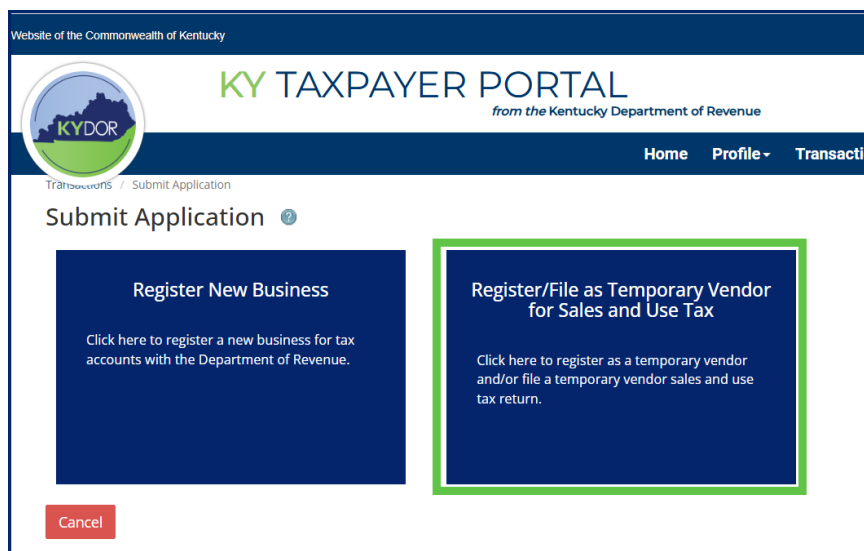 Website of the Commonwealth of Kentucky
KY TAXPAYER PORTAL
from the Kentucky Department of Revenue
KYDOR
Home Profile
Transactions / Submit Application
Submit Application ?
Register New Business
Click here to register a new business for tax
accounts with the Department of Revenue.
Register/File as Temporary Vendor
for Sales and Use Tax
Click here to register as a temporary vendor
and/or file a temporary vendor sales and use
tax return.
Cancel